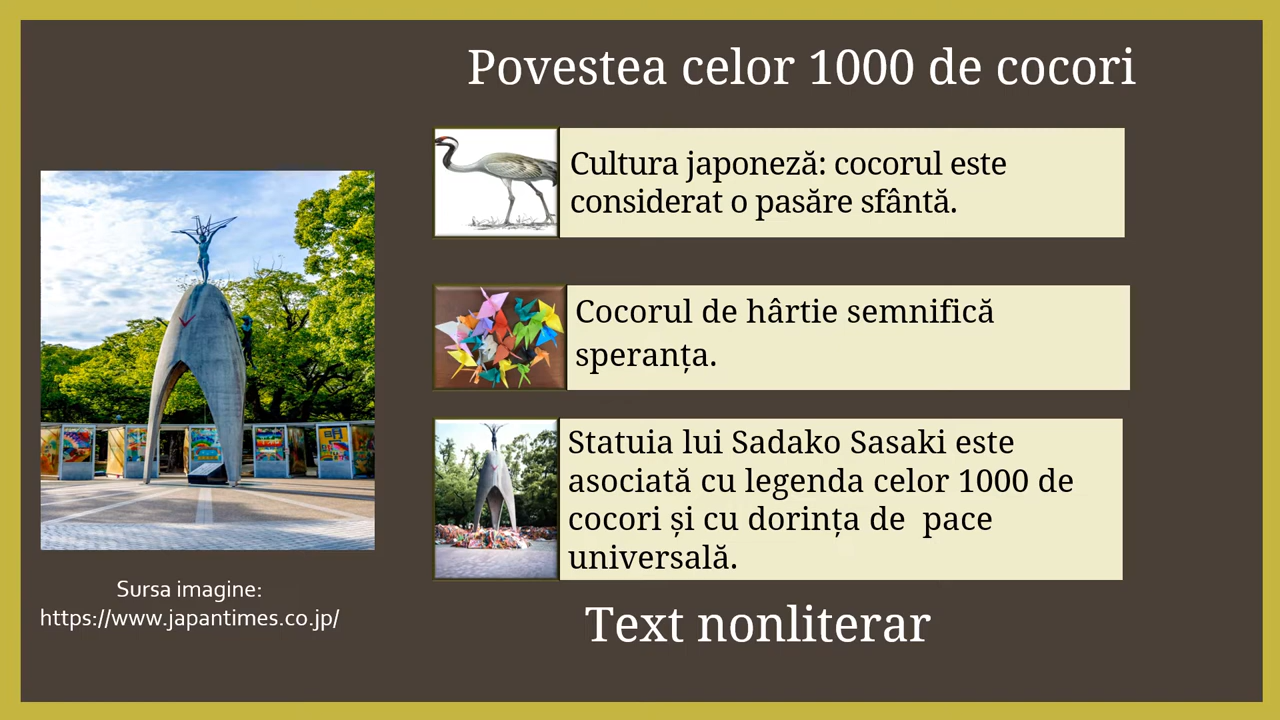 Povestea celor 1000 de cocori
Cultura japoneză: cocorul este
considerat o pasăre sfântă.
Cocorul de hârtie semnifică
speranța.
Statuia lui Sadako Sasaki este
asociată cu legenda celor 1000 de
cocori și cu dorința de  pace
universală.
Sursa imagine:
https://www.japantimes.co.jp/
Text nonliterar